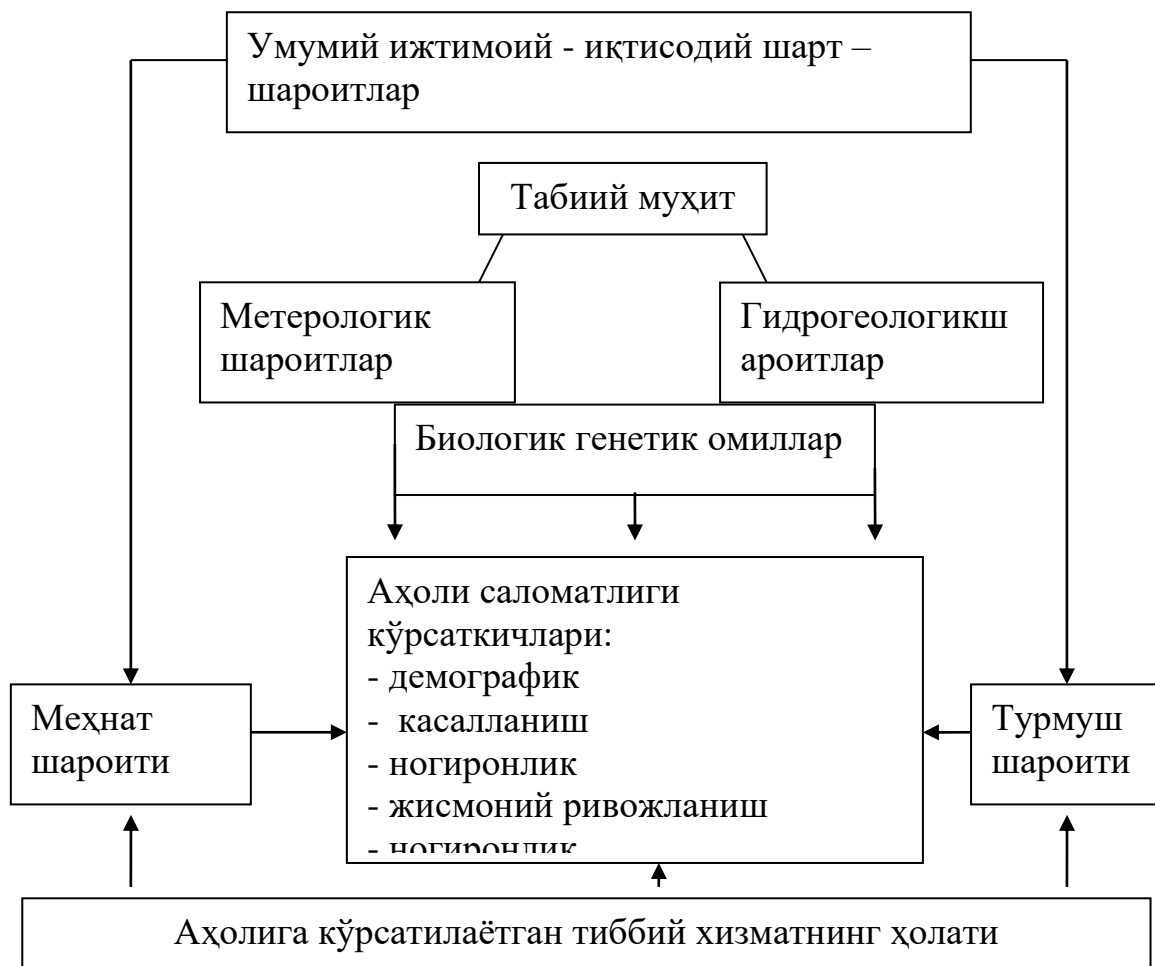 Умумий ижтимоий - иқтисодий шарт –
шароитлар
Табиий муҳит
Метерологик
шароитлар
Гидрогеологикш
ароитлар
Биологик генетик омиллар
Аҳоли саломатлиги
кўрсаткичлари:
- демографик
- касалланиш
- ногиронлик
- жисмоний ривожланиш
- ногиронлик
Меҳнат
шароити
Турмуш
шароити
Аҳолига кўрсатилаётган тиббий хизматнинг ҳолати